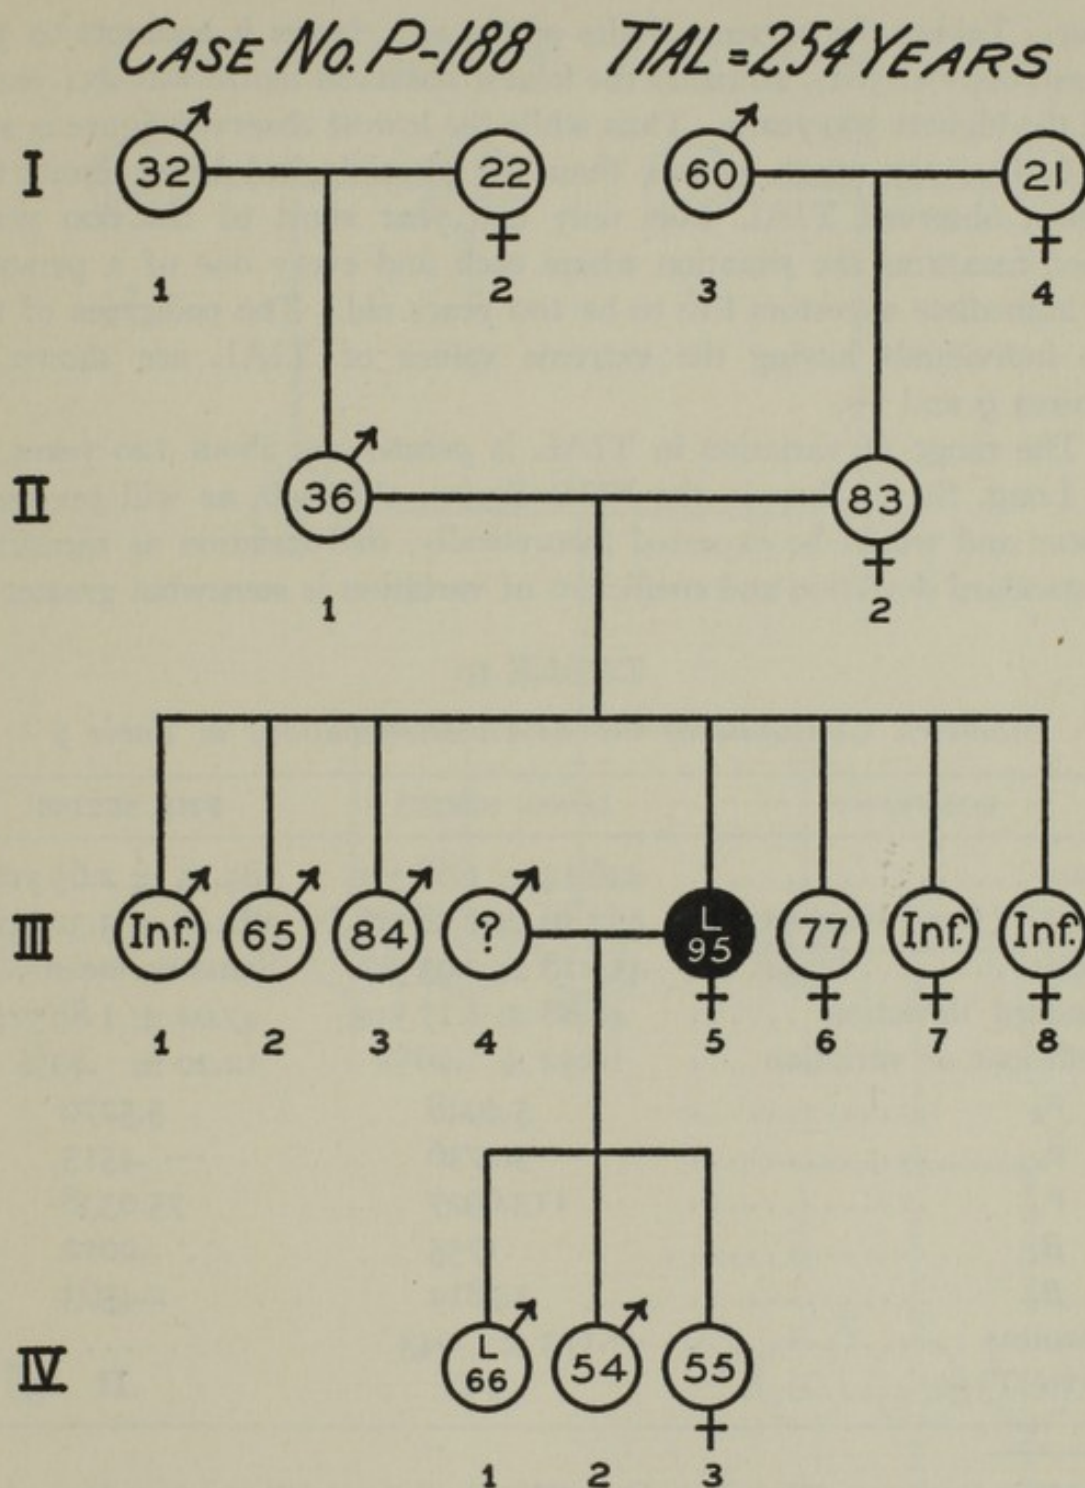 CASE NO. P-188 TIAL = 254 YEARS
I 32 22 60 21
1 2 3 4
II 36 83
1 2
III Inf. 65 84 ? L 95 77 Inf. Inf.
1 2 3 4 5 6 7 8
IV L 66 54 55
1 2 3